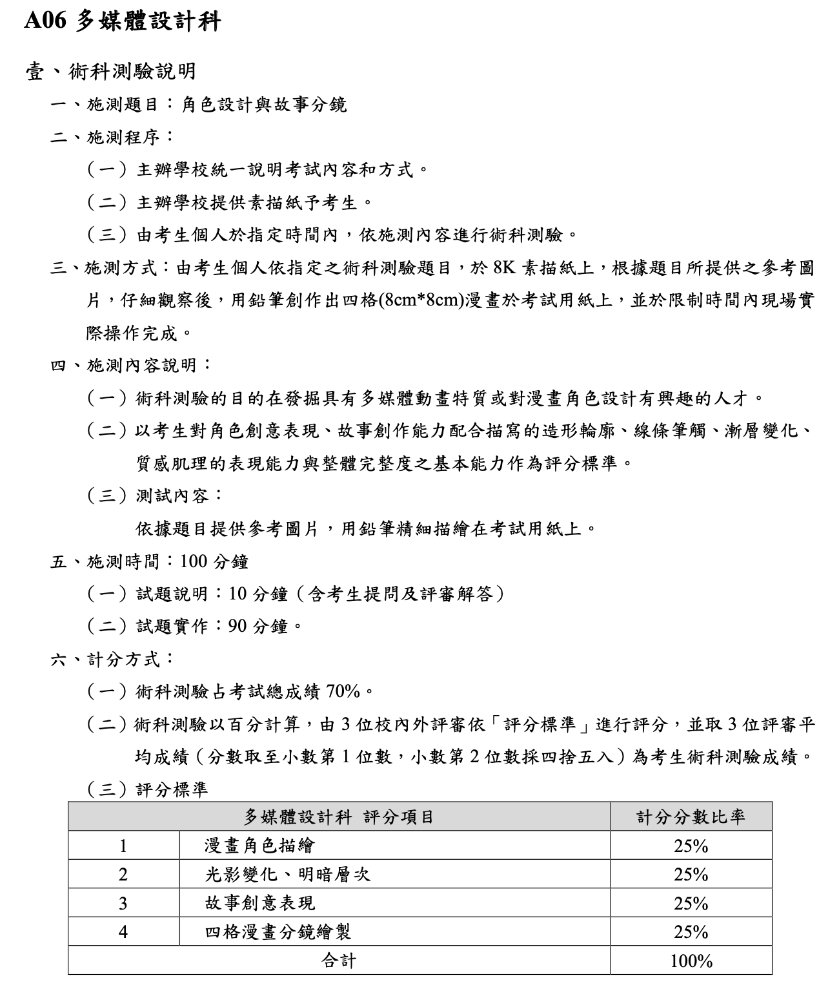 A06 多媒體設計科
壹、術科測驗說明
一、施測題目：角色設計與故事分鏡
二、施測程序：
（一）主辦學校統一說明考試內容和方式。
（二）主辦學校提供素描紙予考生。
（三）由考生個人於指定時間內，依施測內容進行術科測驗。
三、施測方式：由考生個人依指定之術科測驗題目，於 8K 素描紙上，根據題目所提供之參考圖
片，仔細觀察後，用鉛筆創作出四格(8cm*8cm)漫畫於考試用紙上，並於限制時間內現場實
際操作完成。
四、施測內容說明：
（一）術科測驗的目的在發掘具有多媒體動畫特質或對漫畫角色設計有興趣的人才。
（二）以考生對角色創意表現、故事創作能力配合描寫的造形輪廓、線條筆觸、漸層變化、
質感肌理的表現能力與整體完整度之基本能力作為評分標準。
（三）測試內容：
依據題目提供參考圖片，用鉛筆精細描繪在考試用紙上。
五、施測時間：100 分鐘
（一）試題說明：10 分鐘（含考生提問及評審解答）
（二）試題實作：90 分鐘。
六、計分方式：
（一）術科測驗占考試總成績 70%。
（二）術科測驗以百分計算，由 3 位校內外評審依「評分標準」進行評分，並取 3 位評審平
均成績（分數取至小數第 1 位數，小數第 2 位數採四捨五入）為考生術科測驗成績。
（三）評分標準
多媒體設計科 評分項目 計分分數比率
1 漫畫角色描繪 25%
2 光影變化、明暗層次 25%
3 故事創意表現 25%
4 四格漫畫分鏡繪製 25%
合計 100%